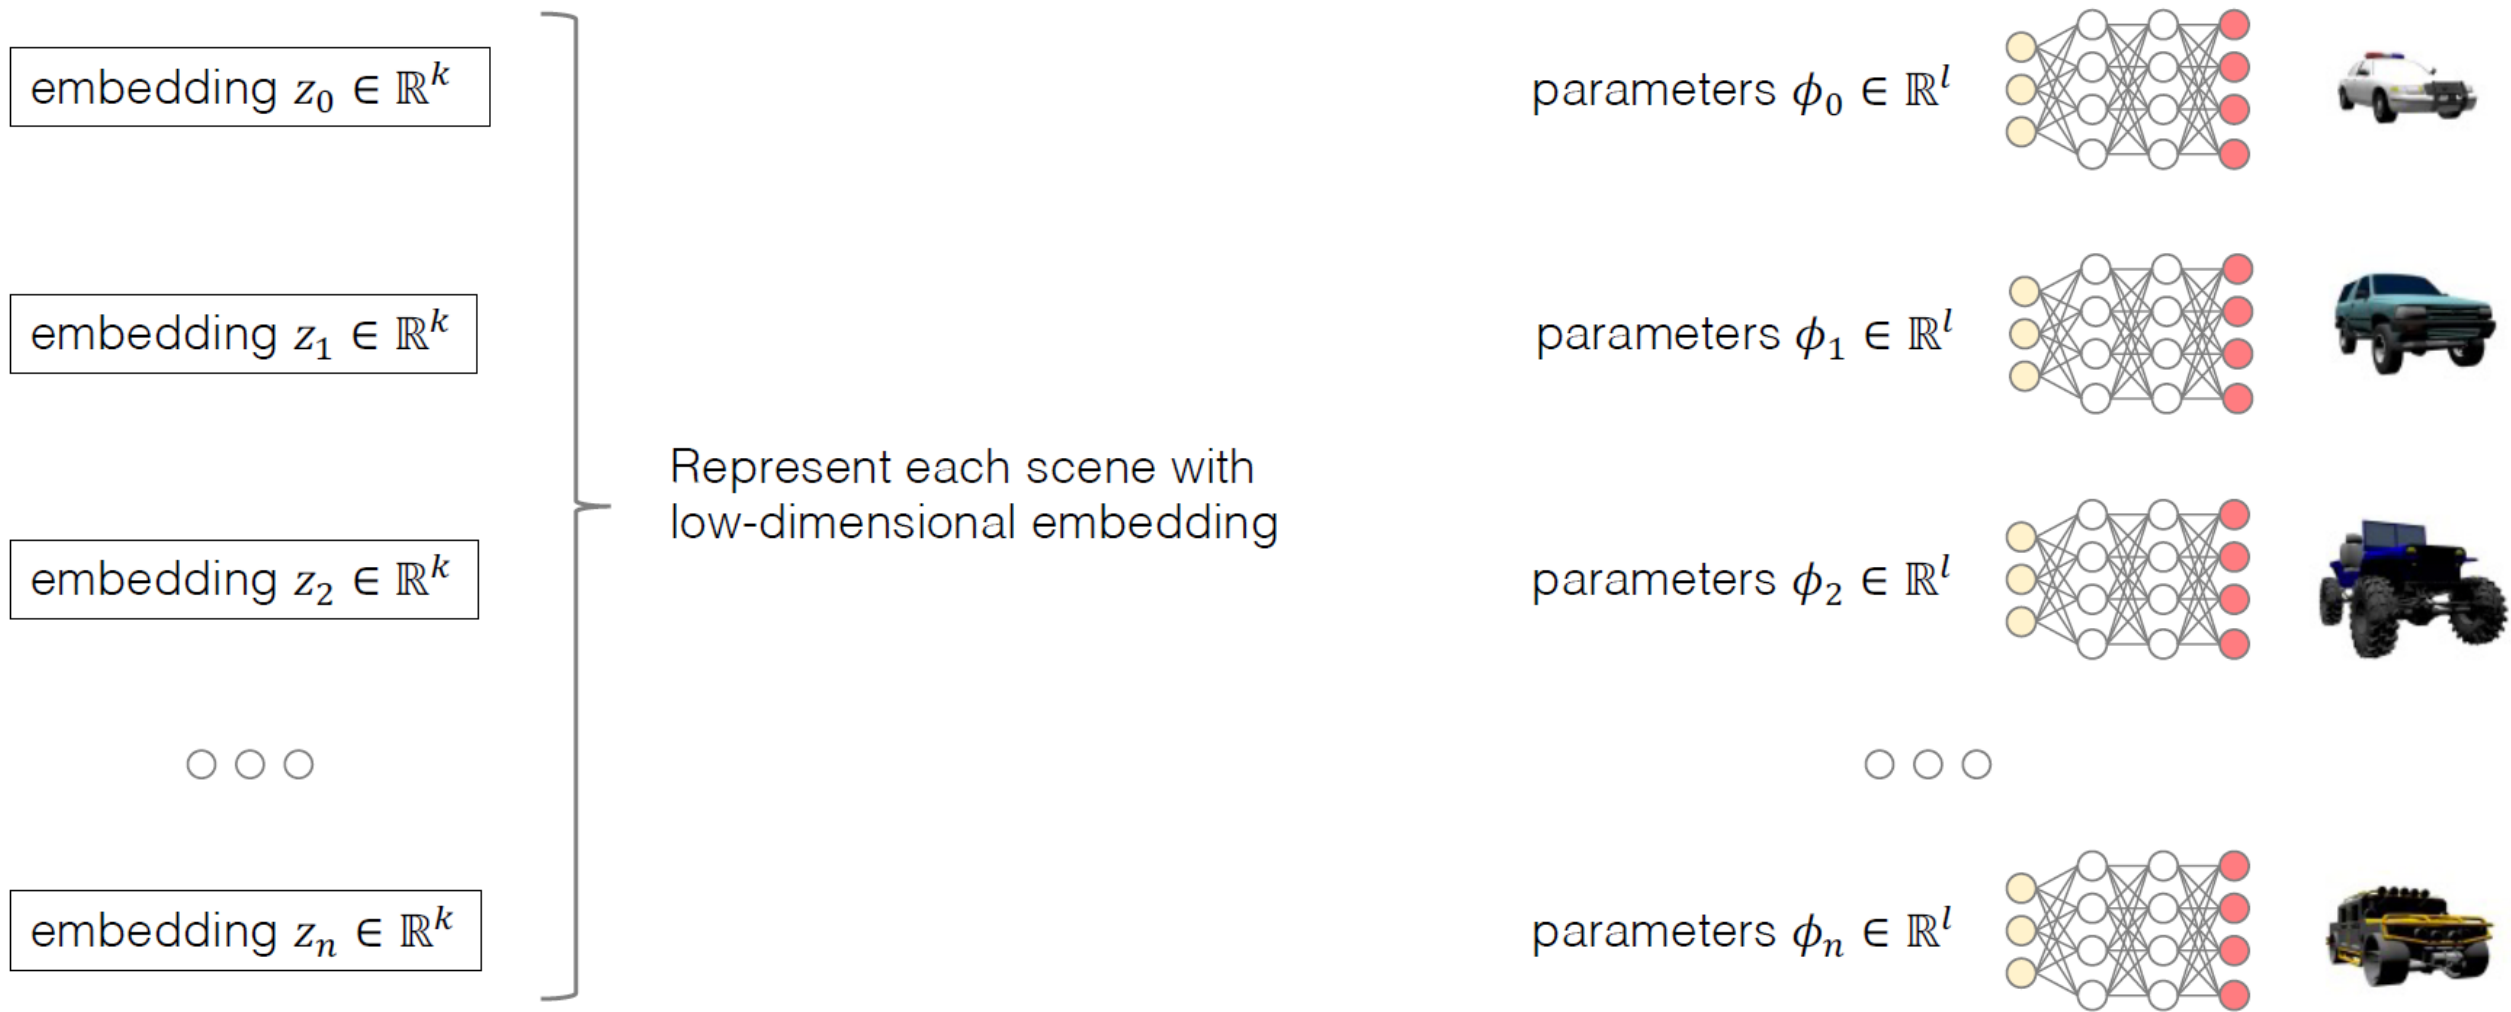 embedding z₀ ∈ ℝᵏ
parameters ϕ₀ ∈ ℝˡ
embedding z₁ ∈ ℝᵏ
parameters ϕ₁ ∈ ℝˡ
Represent each scene with
low-dimensional embedding
embedding z₂ ∈ ℝᵏ
parameters ϕ₂ ∈ ℝˡ
embedding zₙ ∈ ℝᵏ
parameters ϕₙ ∈ ℝˡ